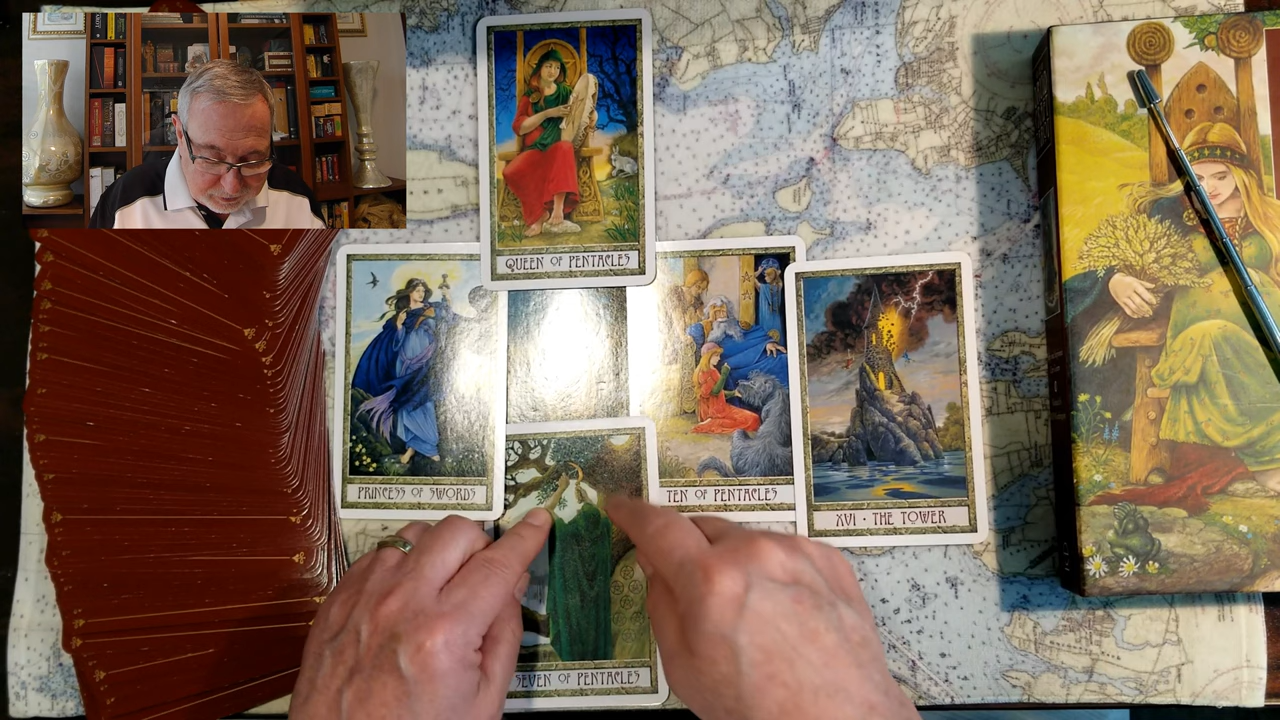 QUEEN OF PENTACLES
PRINCESS OF SWORDS
TEN OF PENTACLES
XVI • THE TOWER
SEVEN OF PENTACLES